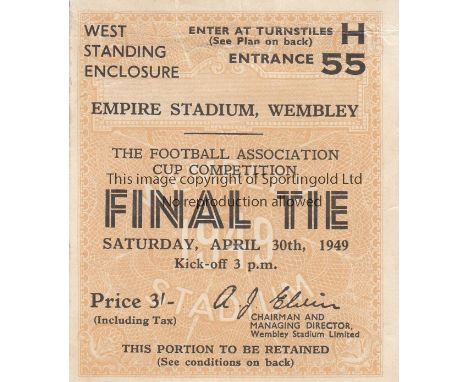 WEST
STANDING
ENCLOSURE
ENTER AT TURNSTILES H
(See Plan on back)
ENTRANCE 55
EMPIRE STADIUM, WEMBLEY
THE FOOTBALL ASSOCIATION
CUP COMPETITION
This image copyright of Sportingold Ltd
No reproduction allowed
FINAL TIE
1949
SATURDAY, APRIL 30th, 1949
Kick-off 3 p.m.
STADIUM
Price 3/-
(Including Tax)
A. J. Elvin
CHAIRMAN AND
MANAGING DIRECTOR,
Wembley Stadium Limited
THIS PORTION TO BE RETAINED
(See conditions on back)